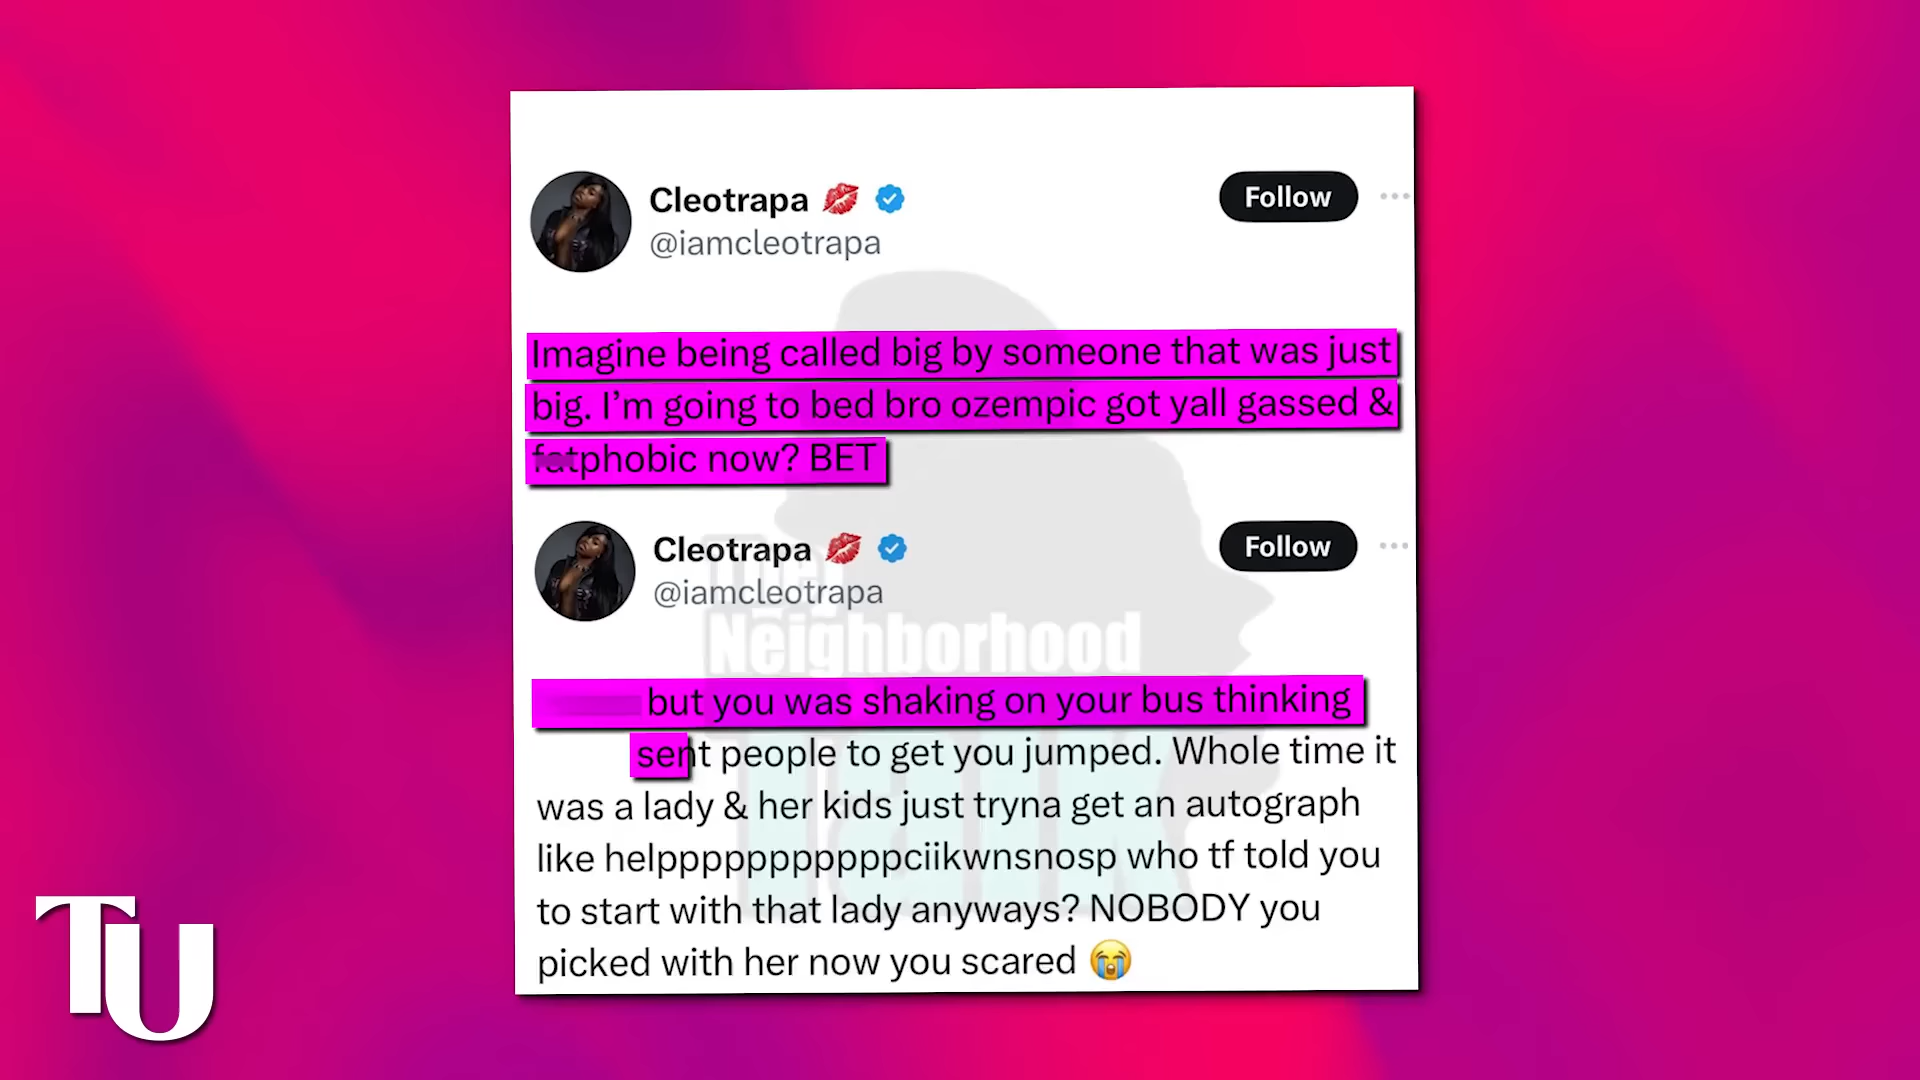 Cleotrapa 💋
Follow
@iamcleotrapa
Imagine being called big by someone that was just
big. I'm going to bed bro ozempic got yall gassed &
fatphobic now? BET
Cleotrapa 💋
Follow
@iamcleotrapa
The
Neighborhood
Talk
but you was shaking on your bus thinking
sent people to get you jumped. Whole time it
was a lady & her kids just tryna get an autograph
like helpppppppppppciikwnsnosp who tf told you
to start with that lady anyways? NOBODY you
picked with her now you scared 😭
TU